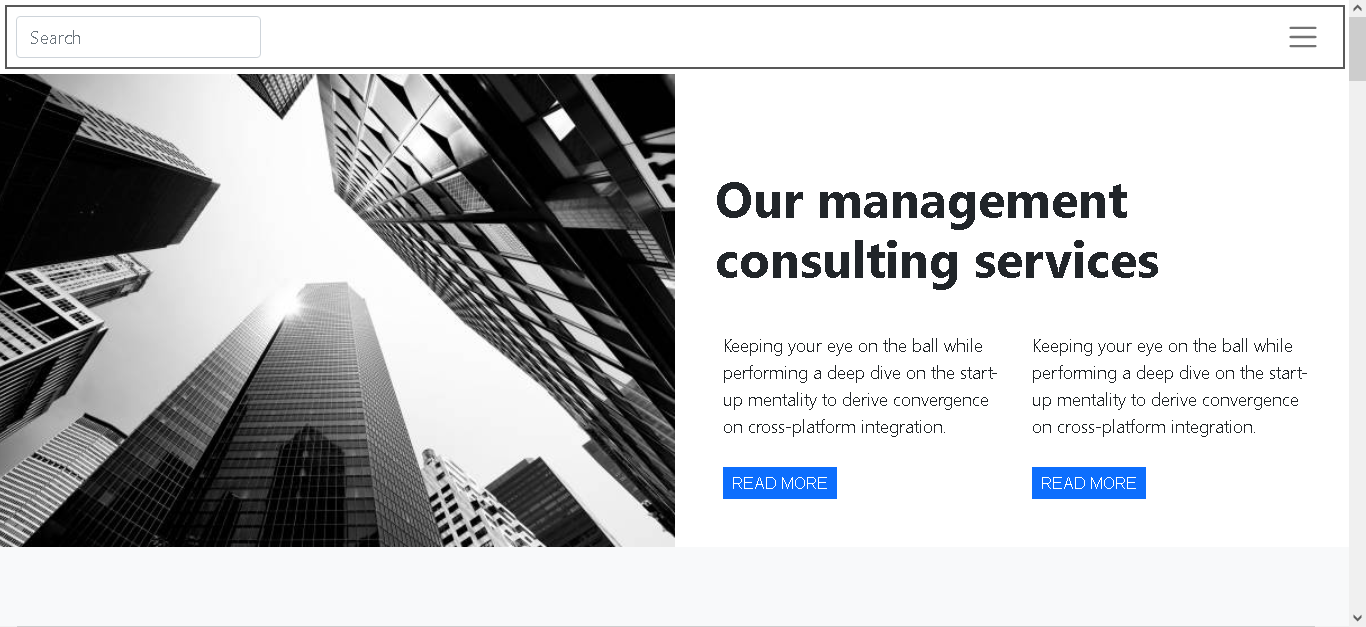 Search
Our management
consulting services
Keeping your eye on the ball while
performing a deep dive on the start-
up mentality to derive convergence
on cross-platform integration.
READ MORE
Keeping your eye on the ball while
performing a deep dive on the start-
up mentality to derive convergence
on cross-platform integration.
READ MORE